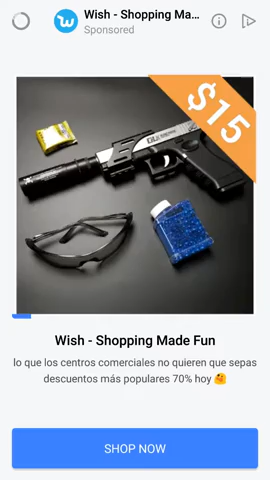 Wish - Shopping Ma...
Sponsored
$15
Wish - Shopping Made Fun
lo que los centros comerciales no quieren que sepas
descuentos más populares 70% hoy 🤔
SHOP NOW